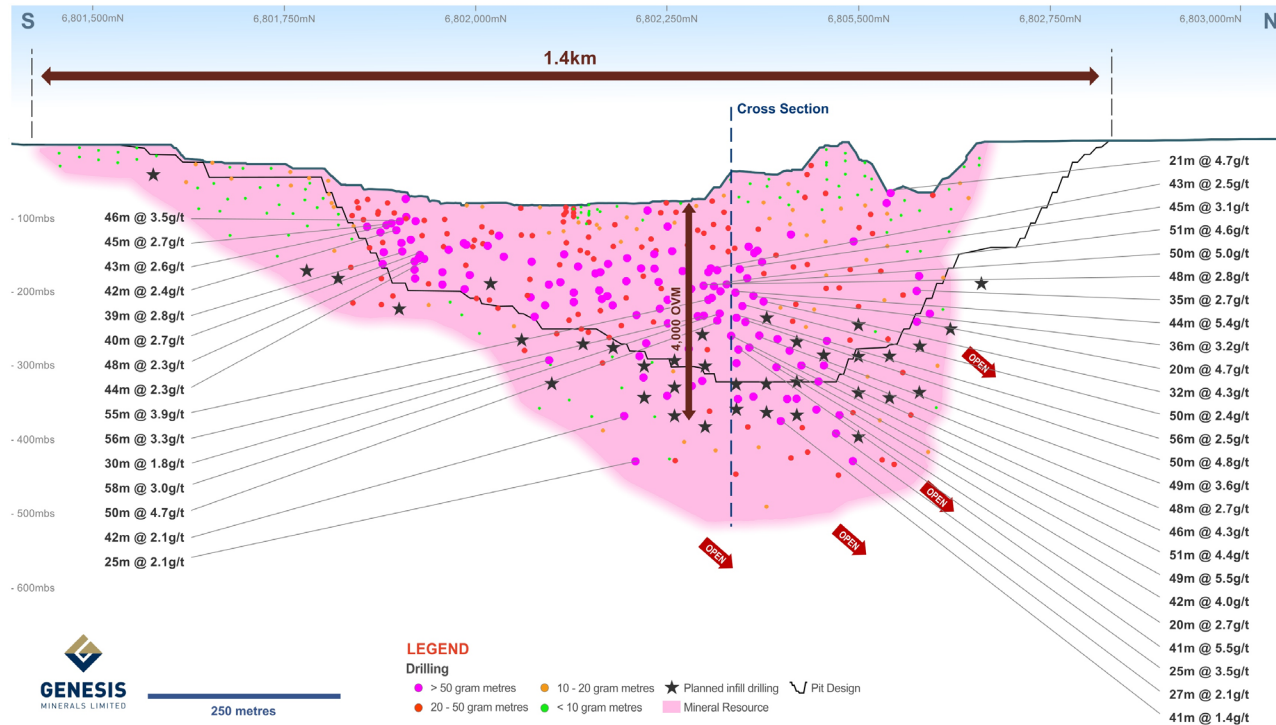 S
6,801,500mN
6,801,750mN
6,802,000mN
6,802,250mN
6,805,500mN
6,802,750mN
6,803,000mN
N
1.4km
Cross Section
- 100mbs
- 200mbs
- 300mbs
- 400mbs
- 500mbs
- 600mbs
46m @ 3.5g/t
45m @ 2.7g/t
43m @ 2.6g/t
42m @ 2.4g/t
39m @ 2.8g/t
40m @ 2.7g/t
48m @ 2.3g/t
44m @ 2.3g/t
55m @ 3.9g/t
56m @ 3.3g/t
30m @ 1.8g/t
58m @ 3.0g/t
50m @ 4.7g/t
42m @ 2.1g/t
25m @ 2.1g/t
4,000 OVM
OPEN
OPEN
OPEN
OPEN
21m @ 4.7g/t
43m @ 2.5g/t
45m @ 3.1g/t
51m @ 4.6g/t
50m @ 5.0g/t
48m @ 2.8g/t
35m @ 2.7g/t
44m @ 5.4g/t
36m @ 3.2g/t
20m @ 4.7g/t
32m @ 4.3g/t
50m @ 2.4g/t
56m @ 2.5g/t
50m @ 4.8g/t
49m @ 3.6g/t
48m @ 2.7g/t
46m @ 4.3g/t
51m @ 4.4g/t
49m @ 5.5g/t
42m @ 4.0g/t
20m @ 2.7g/t
41m @ 5.5g/t
25m @ 3.5g/t
27m @ 2.1g/t
41m @ 1.4g/t
GENESIS
MINERALS LIMITED
250 metres
LEGEND
Drilling
> 50 gram metres
10 - 20 gram metres
Planned infill drilling
Pit Design
20 - 50 gram metres
< 10 gram metres
Mineral Resource